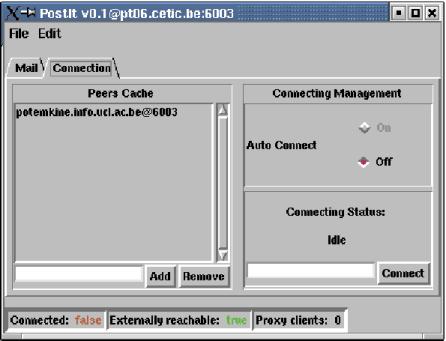 PostIt v0.1@pt06.cetic.be:6003
File Edit
Mail Connection
Peers Cache
potemkine.info.ucl.ac.be@6003
Add Remove
Connecting Management
Auto Connect
On
Off
Connecting Status:
Idle
Connect
Connected: false Externally reachable: true Proxy clients: 0